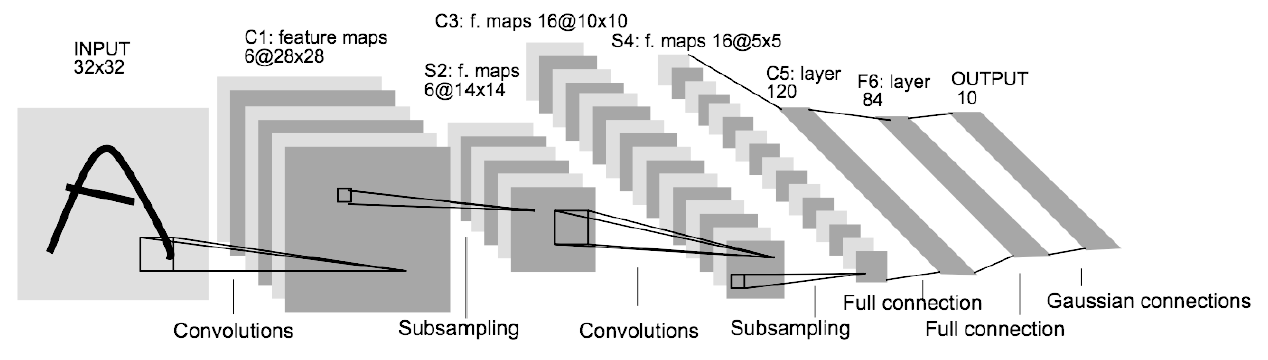 INPUT
32x32
C1: feature maps
6@28x28
S2: f. maps
6@14x14
C3: f. maps 16@10x10
S4: f. maps 16@5x5
C5: layer
120
F6: layer
84
OUTPUT
10
Convolutions
Subsampling
Convolutions
Subsampling
Full connection
Full connection
Gaussian connections